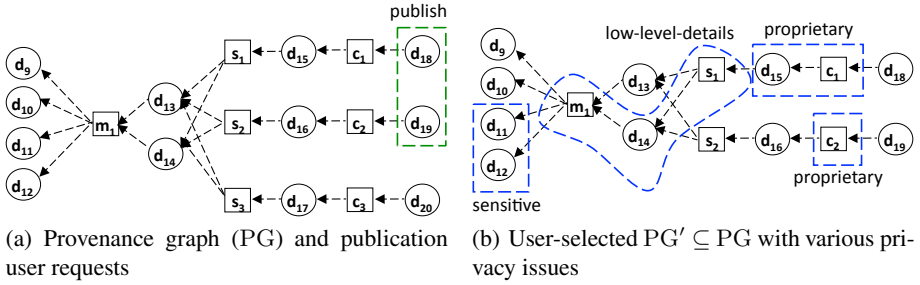 publish
d9
d10
d11
d12
m1
d13
d14
s1
d15
c1
d18
s2
d16
c2
d19
s3
d17
c3
d20
(a) Provenance graph (PG) and publication
user requests
low-level-details
proprietary
d9
d10
d11
d12
m1
d13
d14
s1
d15
c1
d18
s2
d16
c2
d19
sensitive
proprietary
(b) User-selected PG′ ⊆ PG with various pri-
vacy issues